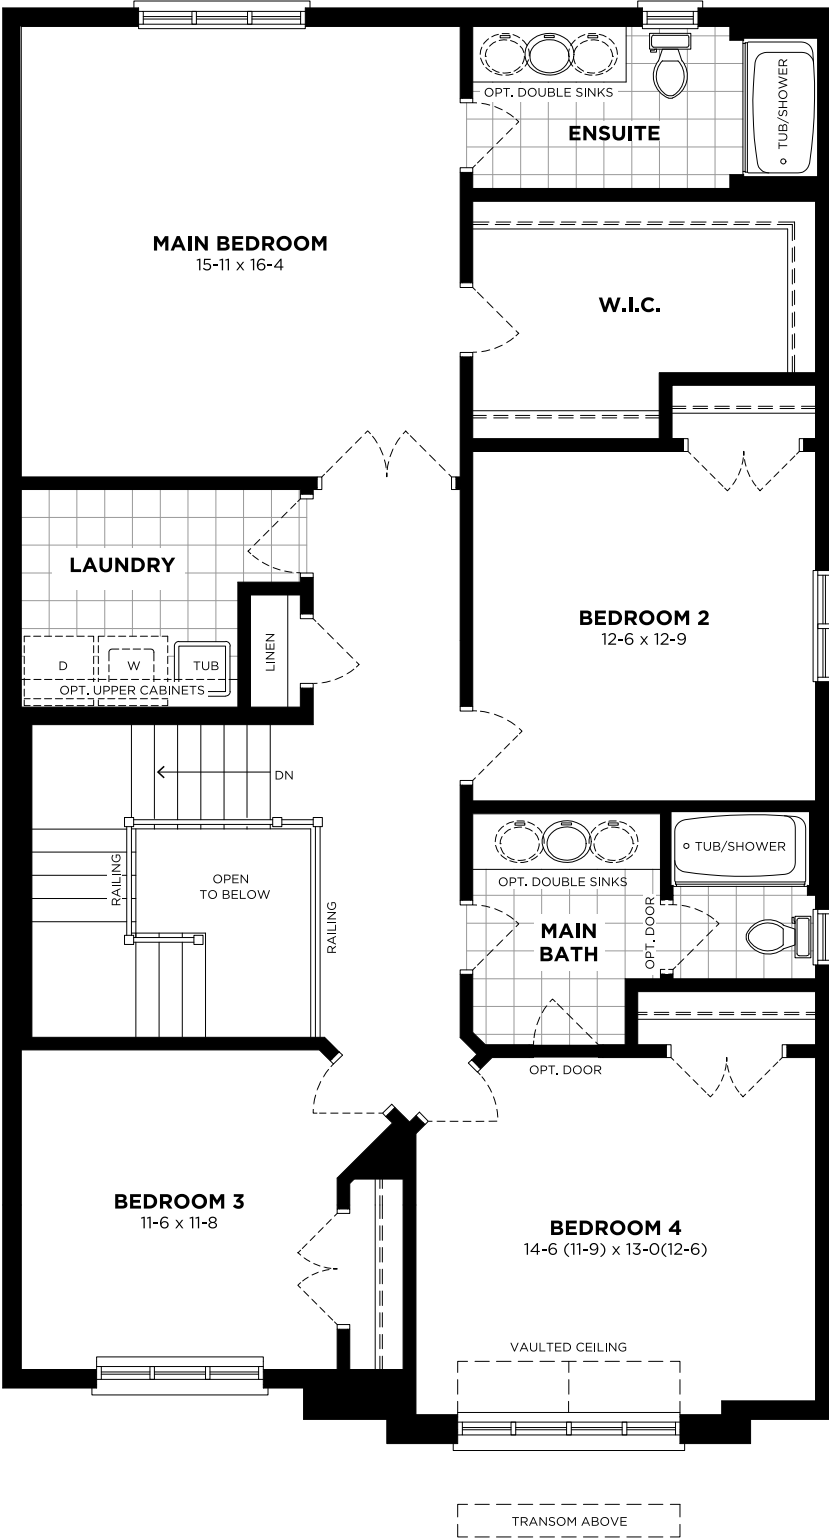 OPT. DOUBLE SINKS
ENSUITE
TUB/SHOWER
MAIN BEDROOM
15-11 x 16-4
W.I.C.
LAUNDRY
D
W
TUB
OPT. UPPER CABINETS
LINEN
BEDROOM 2
12-6 x 12-9
DN
OPEN
TO BELOW
RAILING
RAILING
TUB/SHOWER
OPT. DOUBLE SINKS
MAIN
BATH
OPT. DOOR
OPT. DOOR
BEDROOM 3
11-6 x 11-8
BEDROOM 4
14-6 (11-9) x 13-0(12-6)
VAULTED CEILING
TRANSOM ABOVE